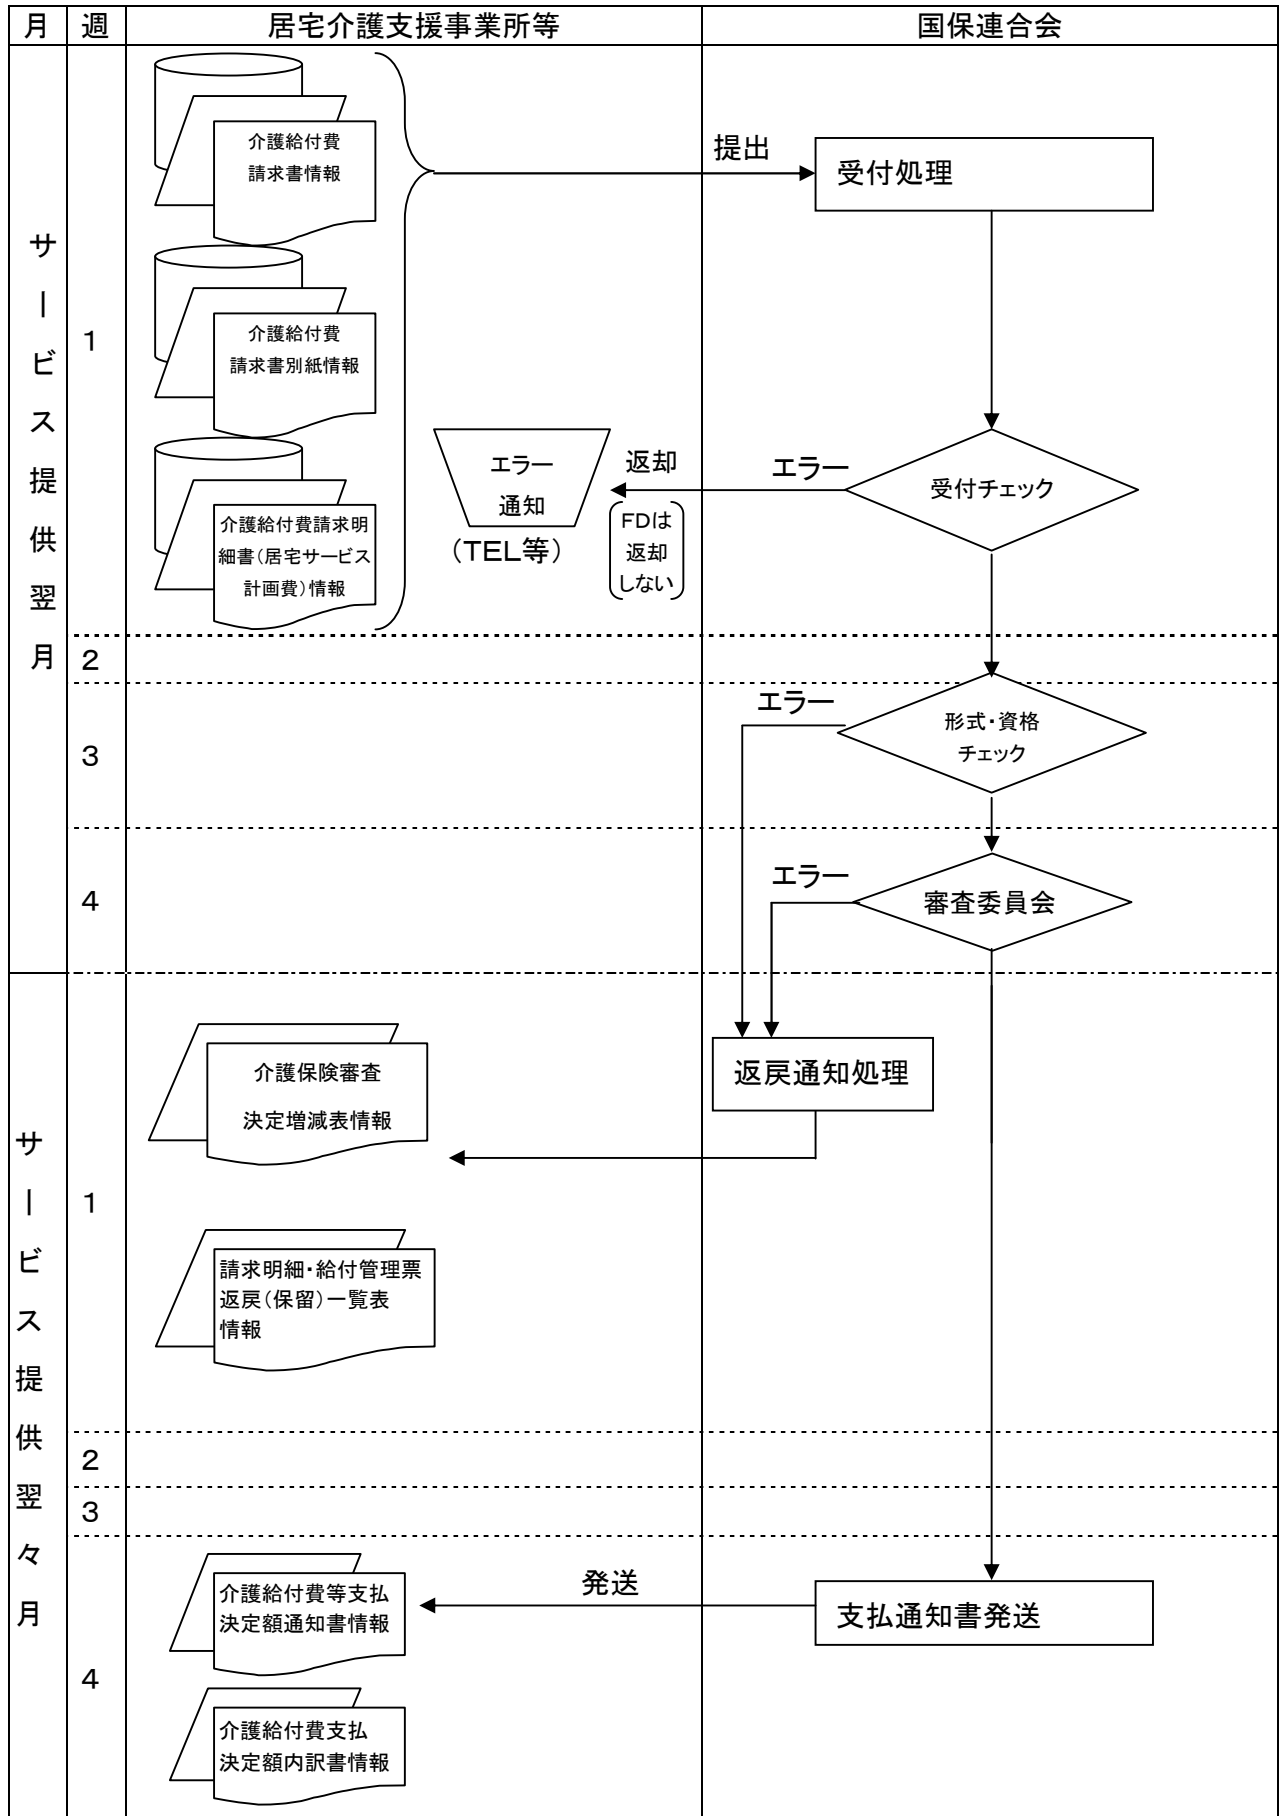 月
週
居宅介護支援事業所等
国保連合会
サービス提供翌月
1
介護給付費
請求書情報
提出
受付処理
介護給付費
請求書別紙情報
介護給付費請求明
細書（居宅サービス
計画費）情報
エラー
通知
（TEL等）
返却
FDは
返却
しない
エラー
受付チェック
2
3
エラー
形式・資格
チェック
4
エラー
審査委員会
サービス提供翌々月
1
介護保険審査
決定増減表情報
返戻通知処理
請求明細・給付管理票
返戻（保留）一覧表
情報
2
3
4
介護給付費等支払
決定額通知書情報
発送
支払通知書発送
介護給付費支払
決定額内訳書情報